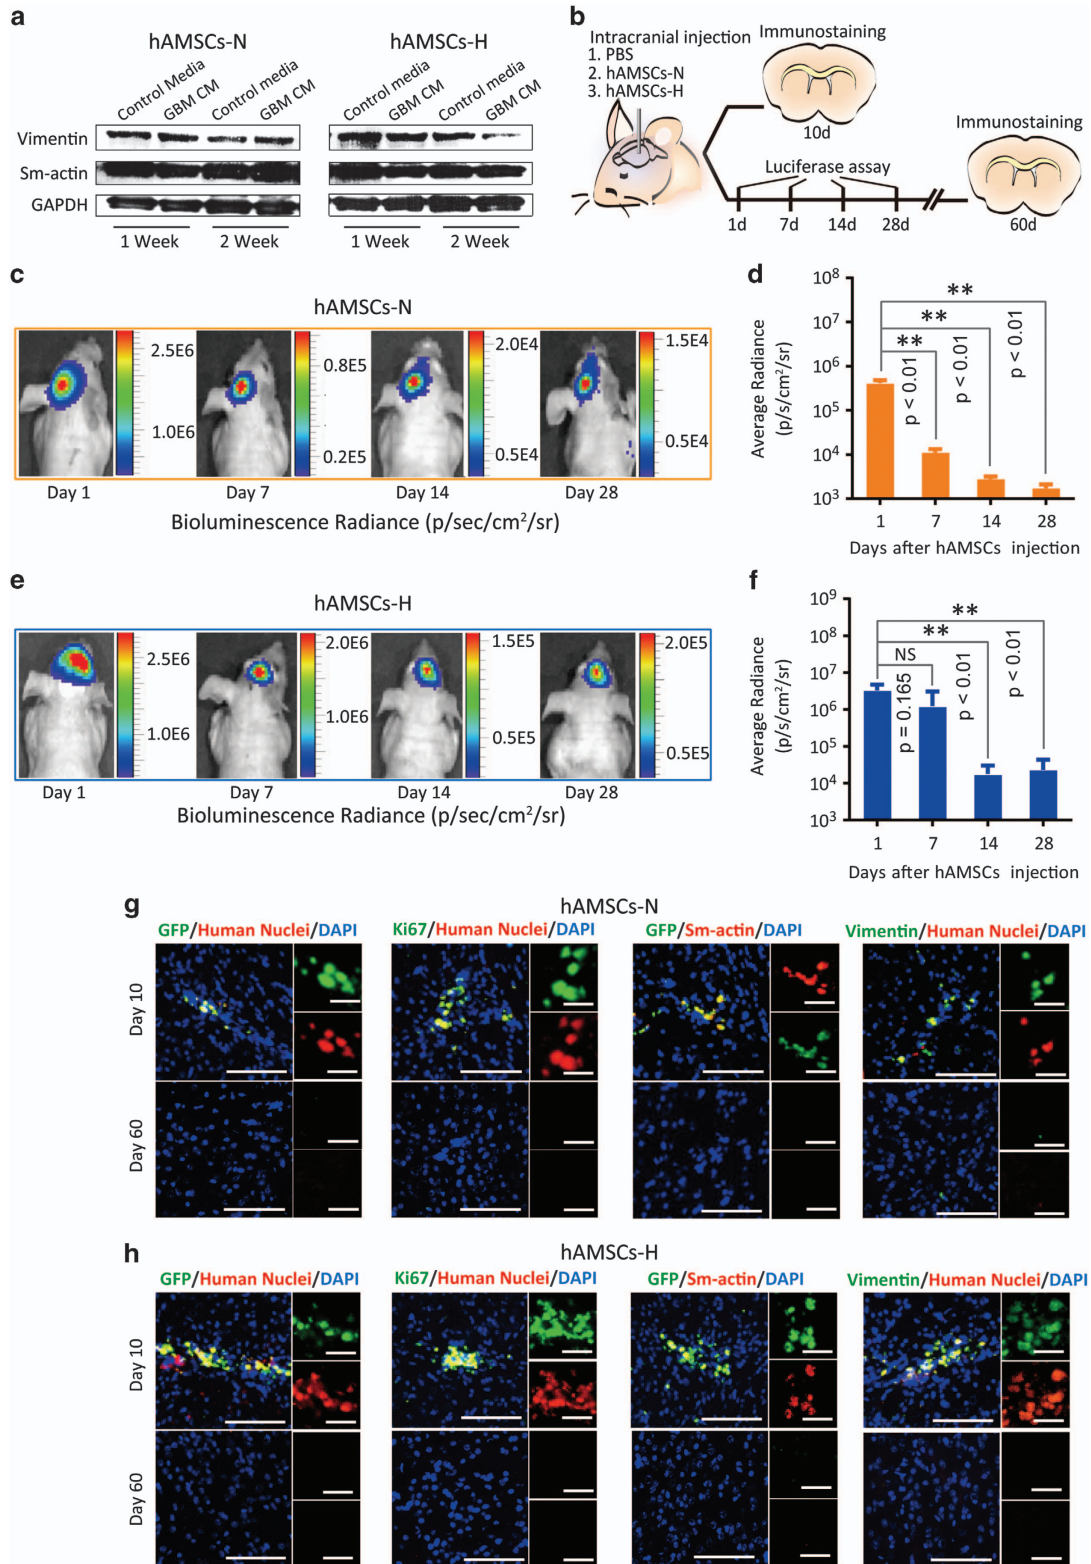 a
hAMSCs-N
hAMSCs-H
Control Media
GBM CM
Control media
GBM CM
Control media
GBM CM
Control media
GBM CM
Vimentin
Sm-actin
GAPDH
1 Week
2 Week
1 Week
2 Week
b
Intracranial injection
1. PBS
2. hAMSCs-N
3. hAMSCs-H
Immunostaining
10d
Luciferase assay
1d
7d
14d
28d
Immunostaining
60d
c
hAMSCs-N
2.5E6
1.0E6
0.8E5
0.2E5
2.0E4
0.5E4
1.5E4
0.5E4
Day 1
Day 7
Day 14
Day 28
Bioluminescence Radiance (p/sec/cm²/sr)
d
Average Radiance
(p/s/cm²/sr)
10⁸
10⁷
10⁶
10⁵
10⁴
10³
**
**
**
p < 0.01
p < 0.01
p < 0.01
1 7 14 28
Days after hAMSCs injection
e
hAMSCs-H
2.5E6
1.0E6
2.0E6
1.0E6
1.5E5
0.5E5
2.0E5
0.5E5
Day 1
Day 7
Day 14
Day 28
Bioluminescence Radiance (p/sec/cm²/sr)
f
Average Radiance
(p/s/cm²/sr)
10⁹
10⁸
10⁷
10⁶
10⁵
10⁴
10³
**
**
NS
p = 0.165
p < 0.01
p < 0.01
1 7 14 28
Days after hAMSCs injection
g
hAMSCs-N
GFP/Human Nuclei/DAPI
Ki67/Human Nuclei/DAPI
GFP/Sm-actin/DAPI
Vimentin/Human Nuclei/DAPI
Day 10
Day 60
h
hAMSCs-H
GFP/Human Nuclei/DAPI
Ki67/Human Nuclei/DAPI
GFP/Sm-actin/DAPI
Vimentin/Human Nuclei/DAPI
Day 10
Day 60